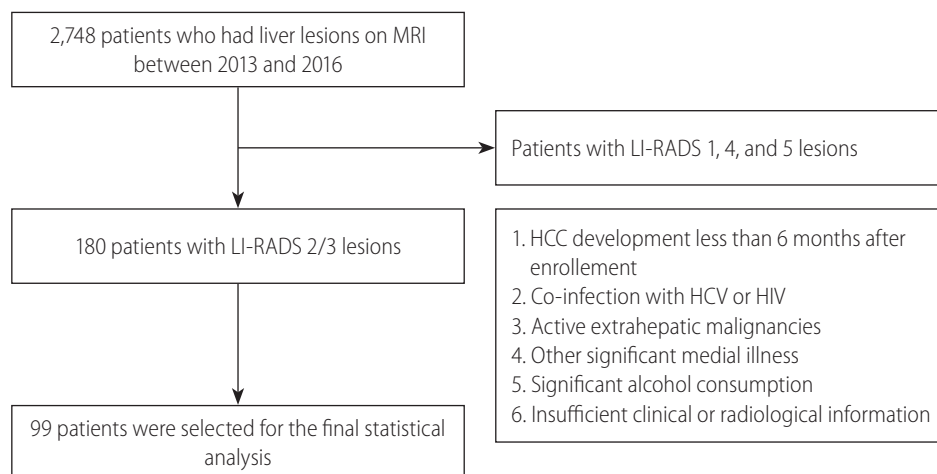 2,748 patients who had liver lesions on MRI
between 2013 and 2016
Patients with LI-RADS 1, 4, and 5 lesions
180 patients with LI-RADS 2/3 lesions
1. HCC development less than 6 months after
enrollement
2. Co-infection with HCV or HIV
3. Active extrahepatic malignancies
4. Other significant medial illness
5. Significant alcohol consumption
6. Insufficient clinical or radiological information
99 patients were selected for the final statistical
analysis